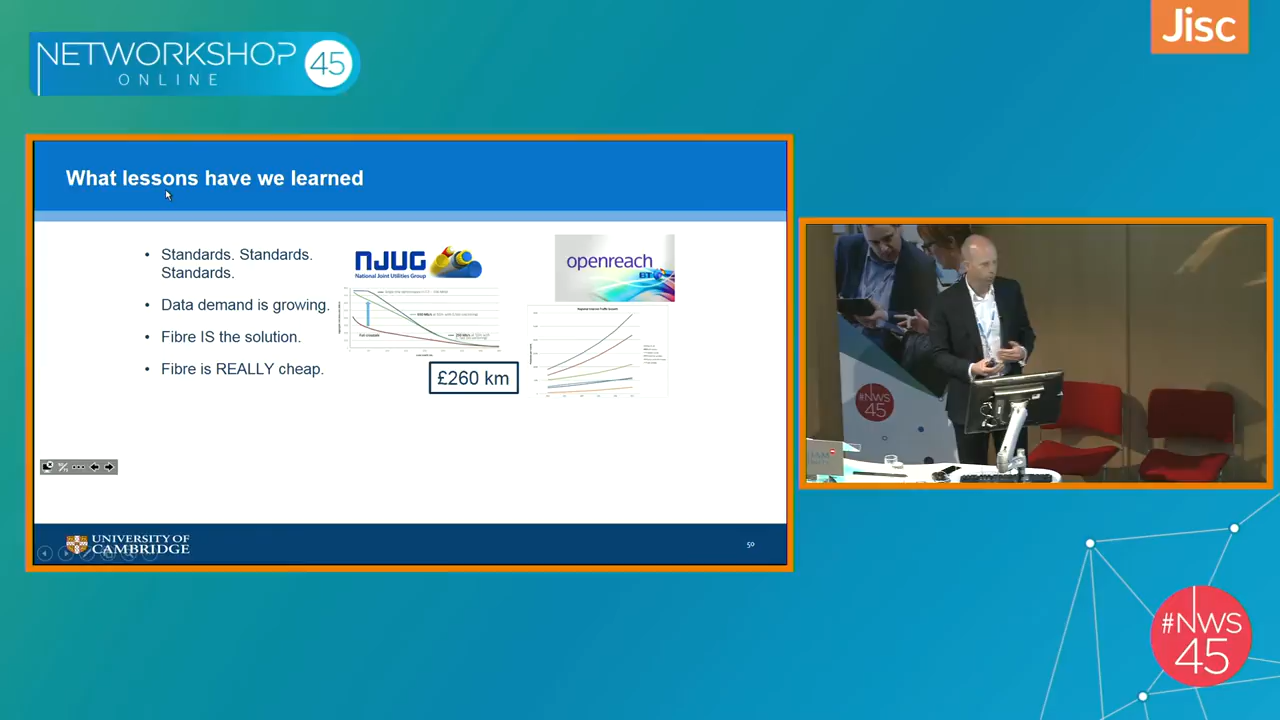 NETWORKSHOP
ONLINE
45
Jisc
What lessons have we learned
• Standards. Standards.
Standards.
• Data demand is growing.
• Fibre IS the solution.
• Fibre is REALLY cheap.
NJUG
National Joint Utilities Group
openreach
BT
£260 km
UNIVERSITY OF
CAMBRIDGE
50
#NWS
45
#NWS
45